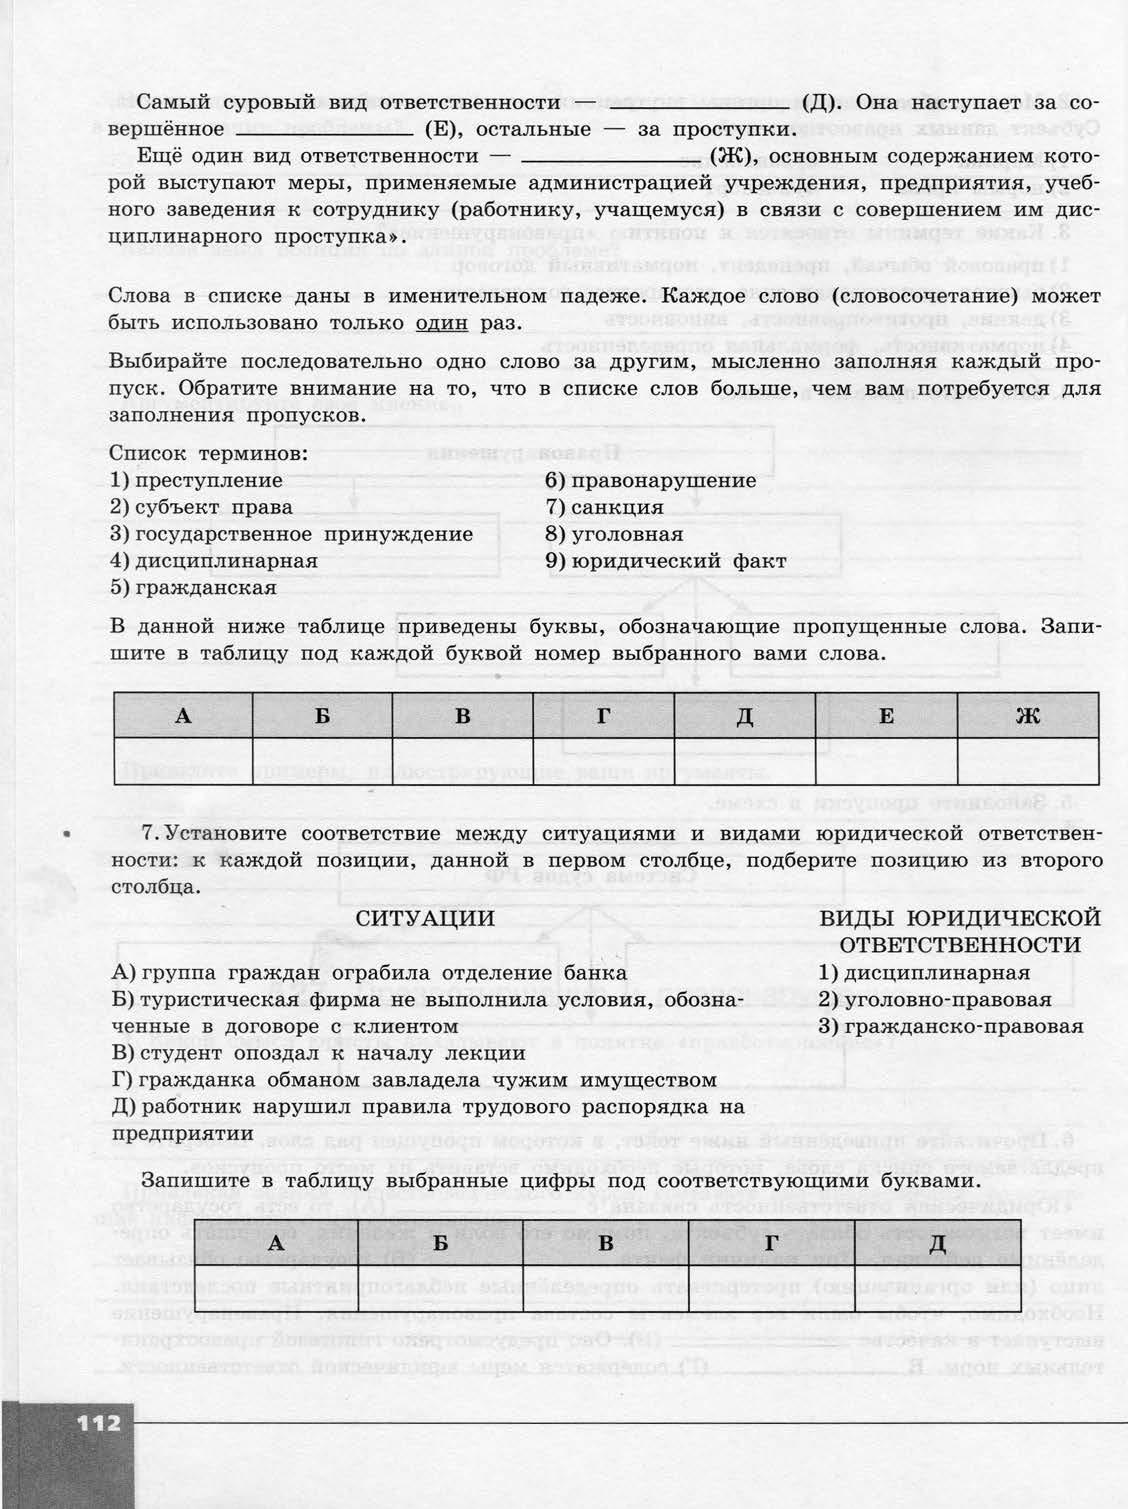 Самый суровый вид ответственности — ________________ (Д). Она наступает за со-
вершённое ________________ (Е), остальные — за проступки.
Ещё один вид ответственности — ________________ (Ж), основным содержанием кото-
рой выступают меры, применяемые администрацией учреждения, предприятия, учеб-
ного заведения к сотруднику (работнику, учащемуся) в связи с совершением им дис-
циплинарного проступка».
Слова в списке даны в именительном падеже. Каждое слово (словосочетание) может
быть использовано только один раз.
Выбирайте последовательно одно слово за другим, мысленно заполняя каждый про-
пуск. Обратите внимание на то, что в списке слов больше, чем вам потребуется для
заполнения пропусков.
Список терминов:
1) преступление
2) субъект права
3) государственное принуждение
4) дисциплинарная
5) гражданская
6) правонарушение
7) санкция
8) уголовная
9) юридический факт
В данной ниже таблице приведены буквы, обозначающие пропущенные слова. Запи-
шите в таблицу под каждой буквой номер выбранного вами слова.
А Б В Г Д Е Ж
7. Установите соответствие между ситуациями и видами юридической ответствен-
ности: к каждой позиции, данной в первом столбце, подберите позицию из второго
столбца.
СИТУАЦИИ
А) группа граждан ограбила отделение банка
Б) туристическая фирма не выполнила условия, обозна-
ченные в договоре с клиентом
В) студент опоздал к началу лекции
Г) гражданка обманом завладела чужим имуществом
Д) работник нарушил правила трудового распорядка на
предприятии
ВИДЫ ЮРИДИЧЕСКОЙ
ОТВЕТСТВЕННОСТИ
1) дисциплинарная
2) уголовно-правовая
3) гражданско-правовая
Запишите в таблицу выбранные цифры под соответствующими буквами.
А Б В Г Д
112